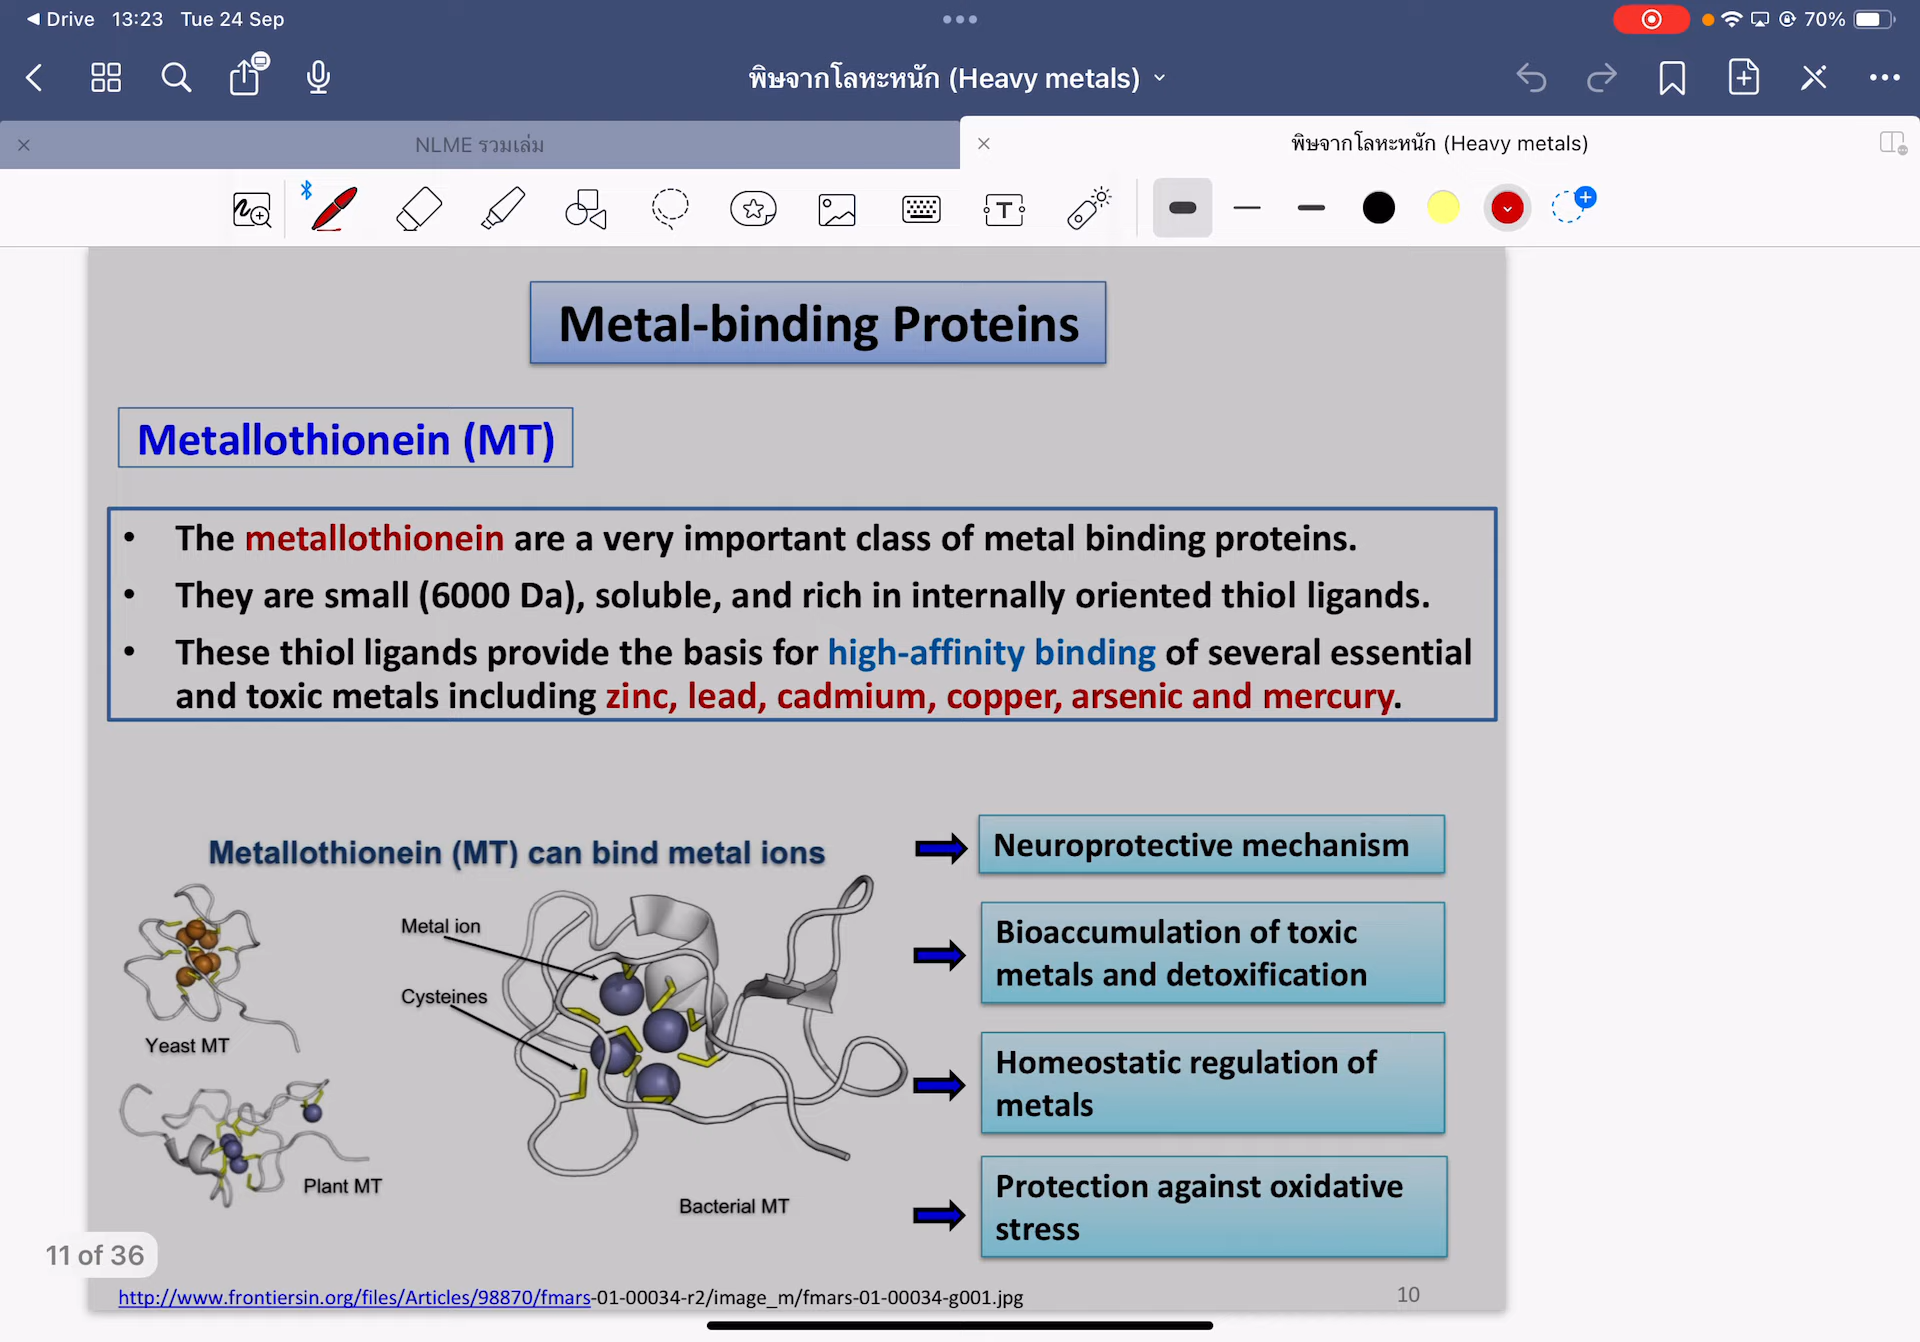 Drive 13:23 Tue 24 Sep
70%
พิษจากโลหะหนัก (Heavy metals)
NLME รวมเล่ม
พิษจากโลหะหนัก (Heavy metals)
T
Metal-binding Proteins
Metallothionein (MT)
• The metallothionein are a very important class of metal binding proteins.
• They are small (6000 Da), soluble, and rich in internally oriented thiol ligands.
• These thiol ligands provide the basis for high-affinity binding of several essential
and toxic metals including zinc, lead, cadmium, copper, arsenic and mercury.
Metallothionein (MT) can bind metal ions
Metal ion
Cysteines
Yeast MT
Plant MT
Bacterial MT
Neuroprotective mechanism
Bioaccumulation of toxic
metals and detoxification
Homeostatic regulation of
metals
Protection against oxidative
stress
11 of 36
http://www.frontiersin.org/files/Articles/98870/fmars-01-00034-r2/image_m/fmars-01-00034-g001.jpg
10